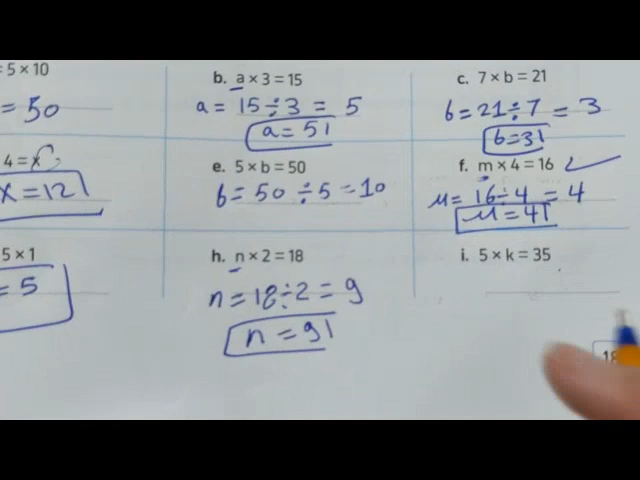 = 5 × 10
= 50
b. a × 3 = 15
a = 15 ÷ 3 = 5
a = 5
c. 7 × b = 21
b = 21 ÷ 7 = 3
b = 3
4 = x
x = 12
e. 5 × b = 50
b = 50 ÷ 5 = 10
f. m × 4 = 16
m = 16 ÷ 4 = 4
m = 4
5 × 1
= 5
h. n × 2 = 18
n = 18 ÷ 2 = 9
n = 9
i. 5 × k = 35